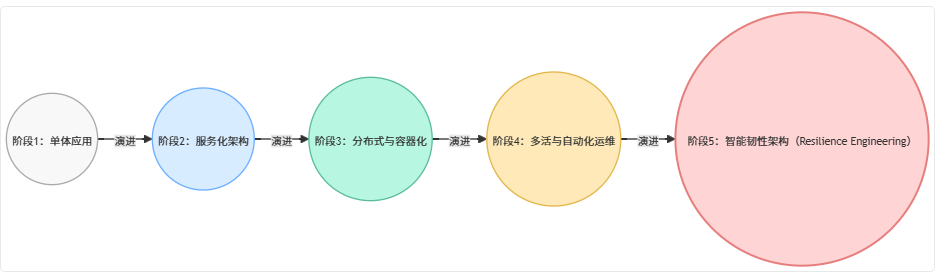 阶段1：单体应用
演进
阶段2：服务化架构
演进
阶段3：分布式与容器化
演进
阶段4：多活与自动化运维
演进
阶段5：智能韧性架构（Resilience Engineering）